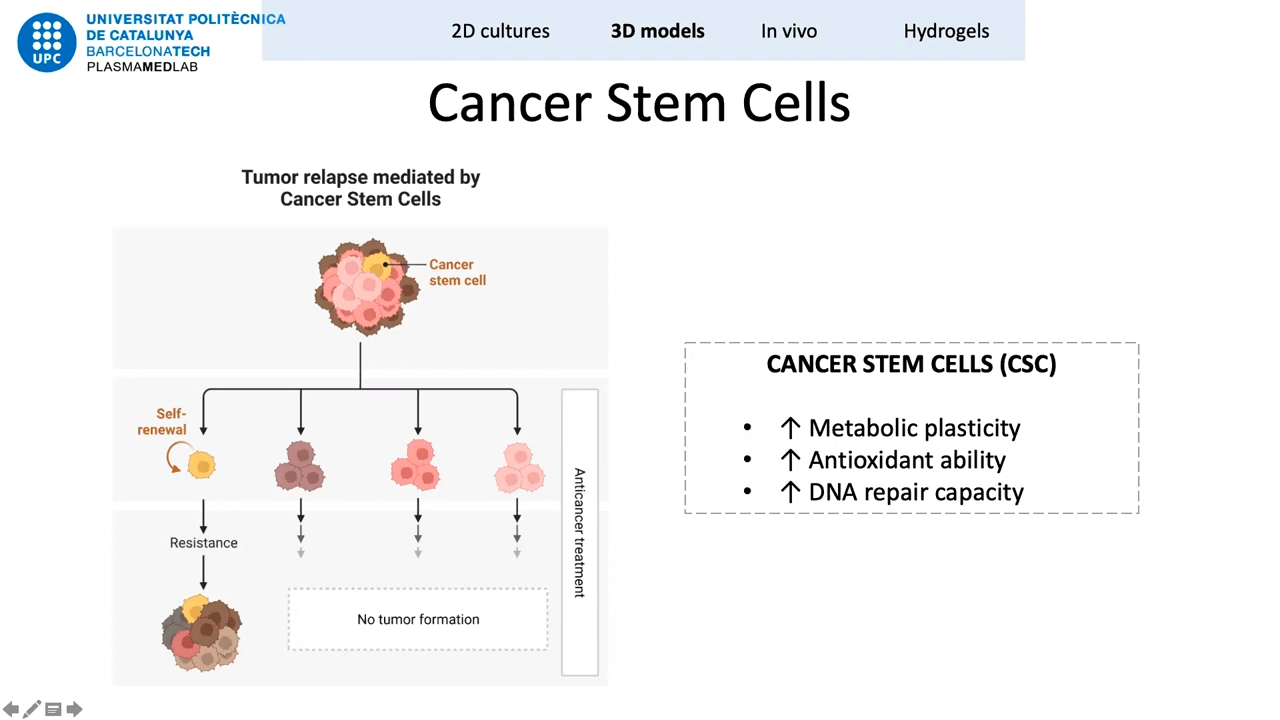 UNIVERSITAT POLITÈCNICA
DE CATALUNYA
BARCELONATECH
PLASMAMEDLAB
UPC
2D cultures 3D models In vivo Hydrogels
Cancer Stem Cells
Tumor relapse mediated by
Cancer Stem Cells
Cancer
stem cell
Self-
renewal
Resistance
No tumor formation
Anticancer treatment
CANCER STEM CELLS (CSC)
• ↑ Metabolic plasticity
• ↑ Antioxidant ability
• ↑ DNA repair capacity